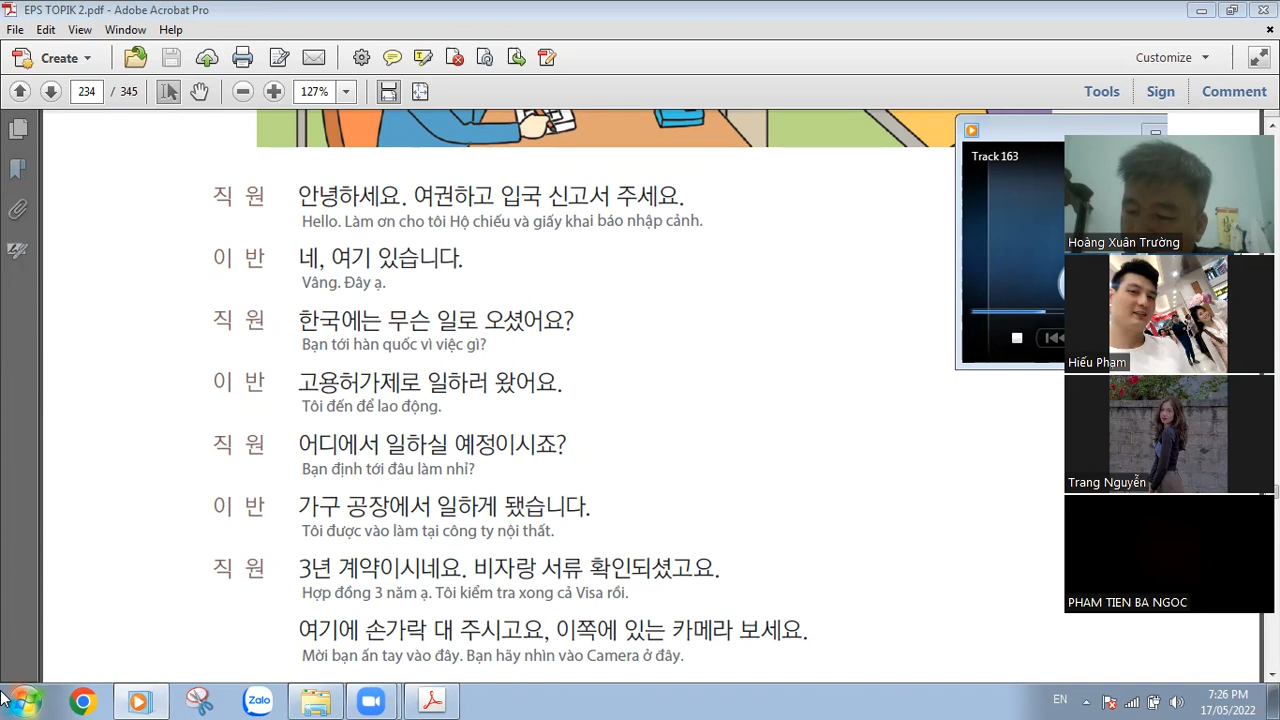 EPS TOPIK 2.pdf - Adobe Acrobat Pro
File Edit View Window Help
Create
Customize
234 / 345
127%
Tools Sign Comment
Track 163
직 원 안녕하세요. 여권하고 입국 신고서 주세요.
Hello. Làm ơn cho tôi Hộ chiếu và giấy khai báo nhập cảnh.
이 반 네, 여기 있습니다.
Vâng. Đây ạ.
직 원 한국에는 무슨 일로 오셨어요?
Bạn tới hàn quốc vì việc gì?
이 반 고용허가제로 일하러 왔어요.
Tôi đến để lao động.
직 원 어디에서 일하실 예정이시죠?
Bạn định tới đâu làm nhỉ?
이 반 가구 공장에서 일하게 됐습니다.
Tôi được vào làm tại công ty nội thất.
직 원 3년 계약이시네요. 비자랑 서류 확인되셨고요.
Hợp đồng 3 năm ạ. Tôi kiểm tra xong cả Visa rồi.
여기에 손가락 대 주시고요, 이쪽에 있는 카메라 보세요.
Mời bạn ấn tay vào đây. Bạn hãy nhìn vào Camera ở đây.
Hoàng Xuân Trường
Hiếu Phạm
Trang Nguyễn
PHAM TIEN BA NGOC
Zalo
EN
7:26 PM
17/05/2022